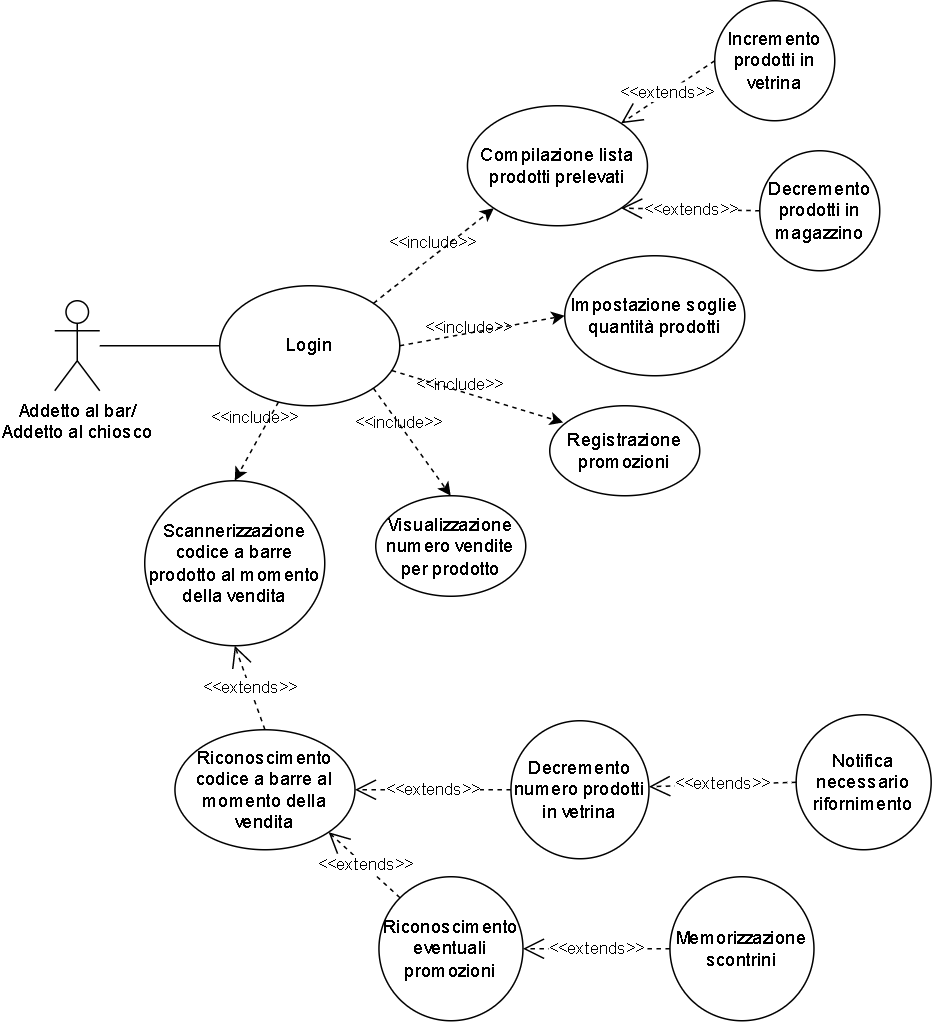 Incremento
prodotti in
vetrina
<<extends>>
Compilazione lista
prodotti prelevati
Decremento
prodotti in
magazzino
<<extends>>
<<include>>
Impostazione soglie
quantità prodotti
<<include>>
Login
<<include>>
Addetto al bar/
Addetto al chiosco
<<include>>
<<include>>
Registrazione
promozioni
Scannerizzazione
codice a barre
prodotto al momento
della vendita
Visualizzazione
numero vendite
per prodotto
<<extends>>
Riconoscimento
codice a barre al
momento della
vendita
<<extends>>
Decremento
numero prodotti
in vetrina
<<extends>>
Notifica
necessario
rifornimento
<<extends>>
Riconoscimento
eventuali
promozioni
<<extends>>
Memorizzazione
scontrini